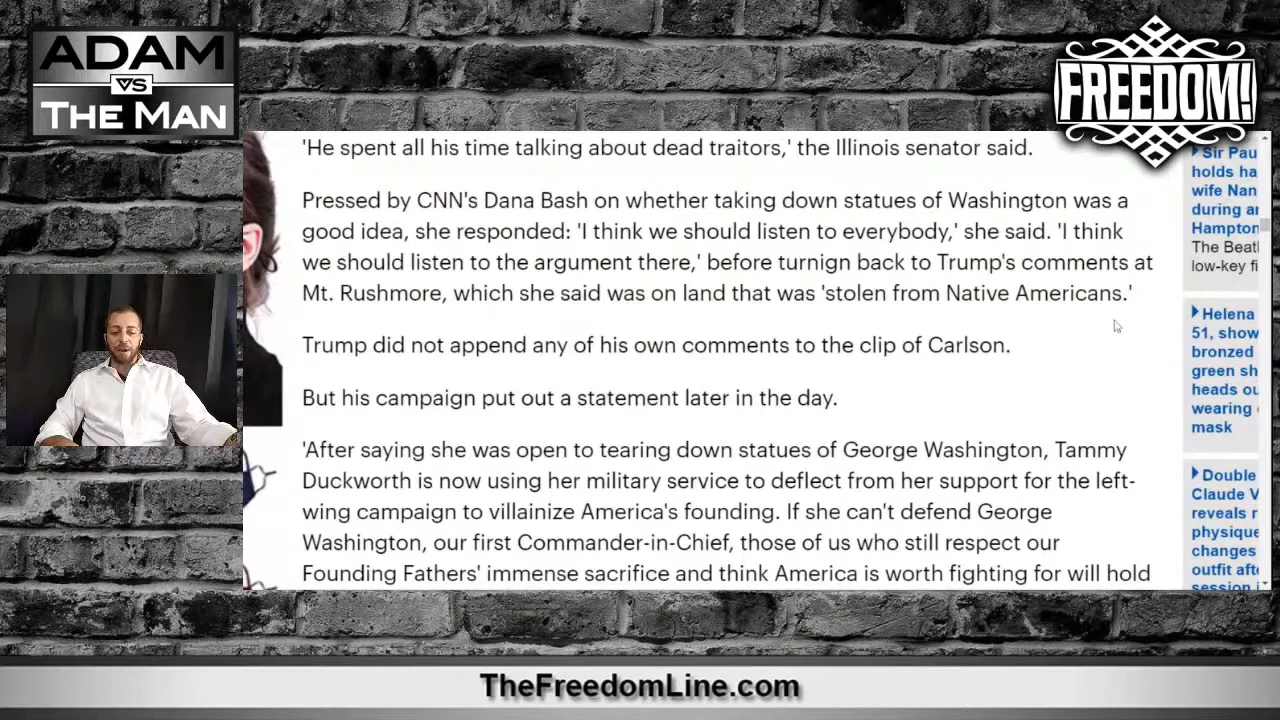 ADAM
VS
THE MAN
FREEDOM!
'He spent all his time talking about dead traitors,' the Illinois senator said.
Pressed by CNN's Dana Bash on whether taking down statues of Washington was a
good idea, she responded: 'I think we should listen to everybody,' she said. 'I think
we should listen to the argument there,' before turnign back to Trump's comments at
Mt. Rushmore, which she said was on land that was 'stolen from Native Americans.'
Trump did not append any of his own comments to the clip of Carlson.
But his campaign put out a statement later in the day.
'After saying she was open to tearing down statues of George Washington, Tammy
Duckworth is now using her military service to deflect from her support for the left-
wing campaign to villainize America's founding. If she can't defend George
Washington, our first Commander-in-Chief, those of us who still respect our
Founding Fathers' immense sacrifice and think America is worth fighting for will hold
Sir Pau
holds ha
wife Nan
during ar
Hampton
The Beatl
low-key fi
Helena
51, show
bronzed
green sh
heads ou
wearing
mask
Double
Claude V
reveals r
physique
changes
outfit afte
session i
TheFreedomLine.com